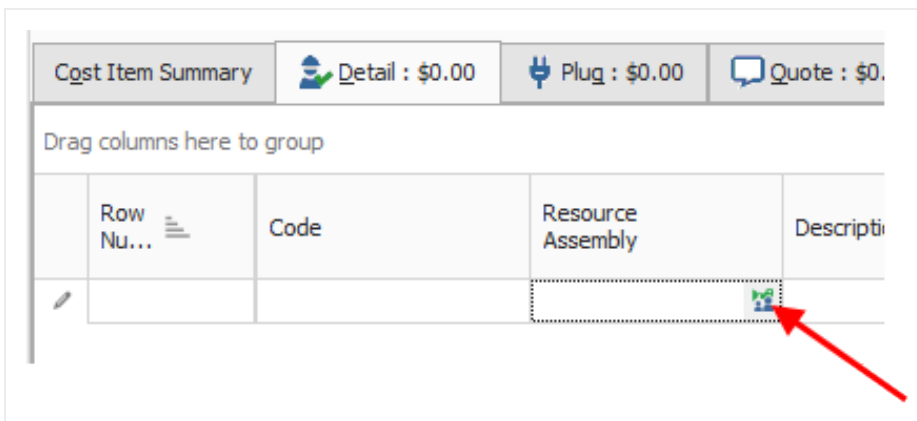 Cost Item Summary
Detail : $0.00
Plug : $0.00
Quote : $0.
Drag columns here to group
Row
Nu...
Code
Resource
Assembly
Descripti